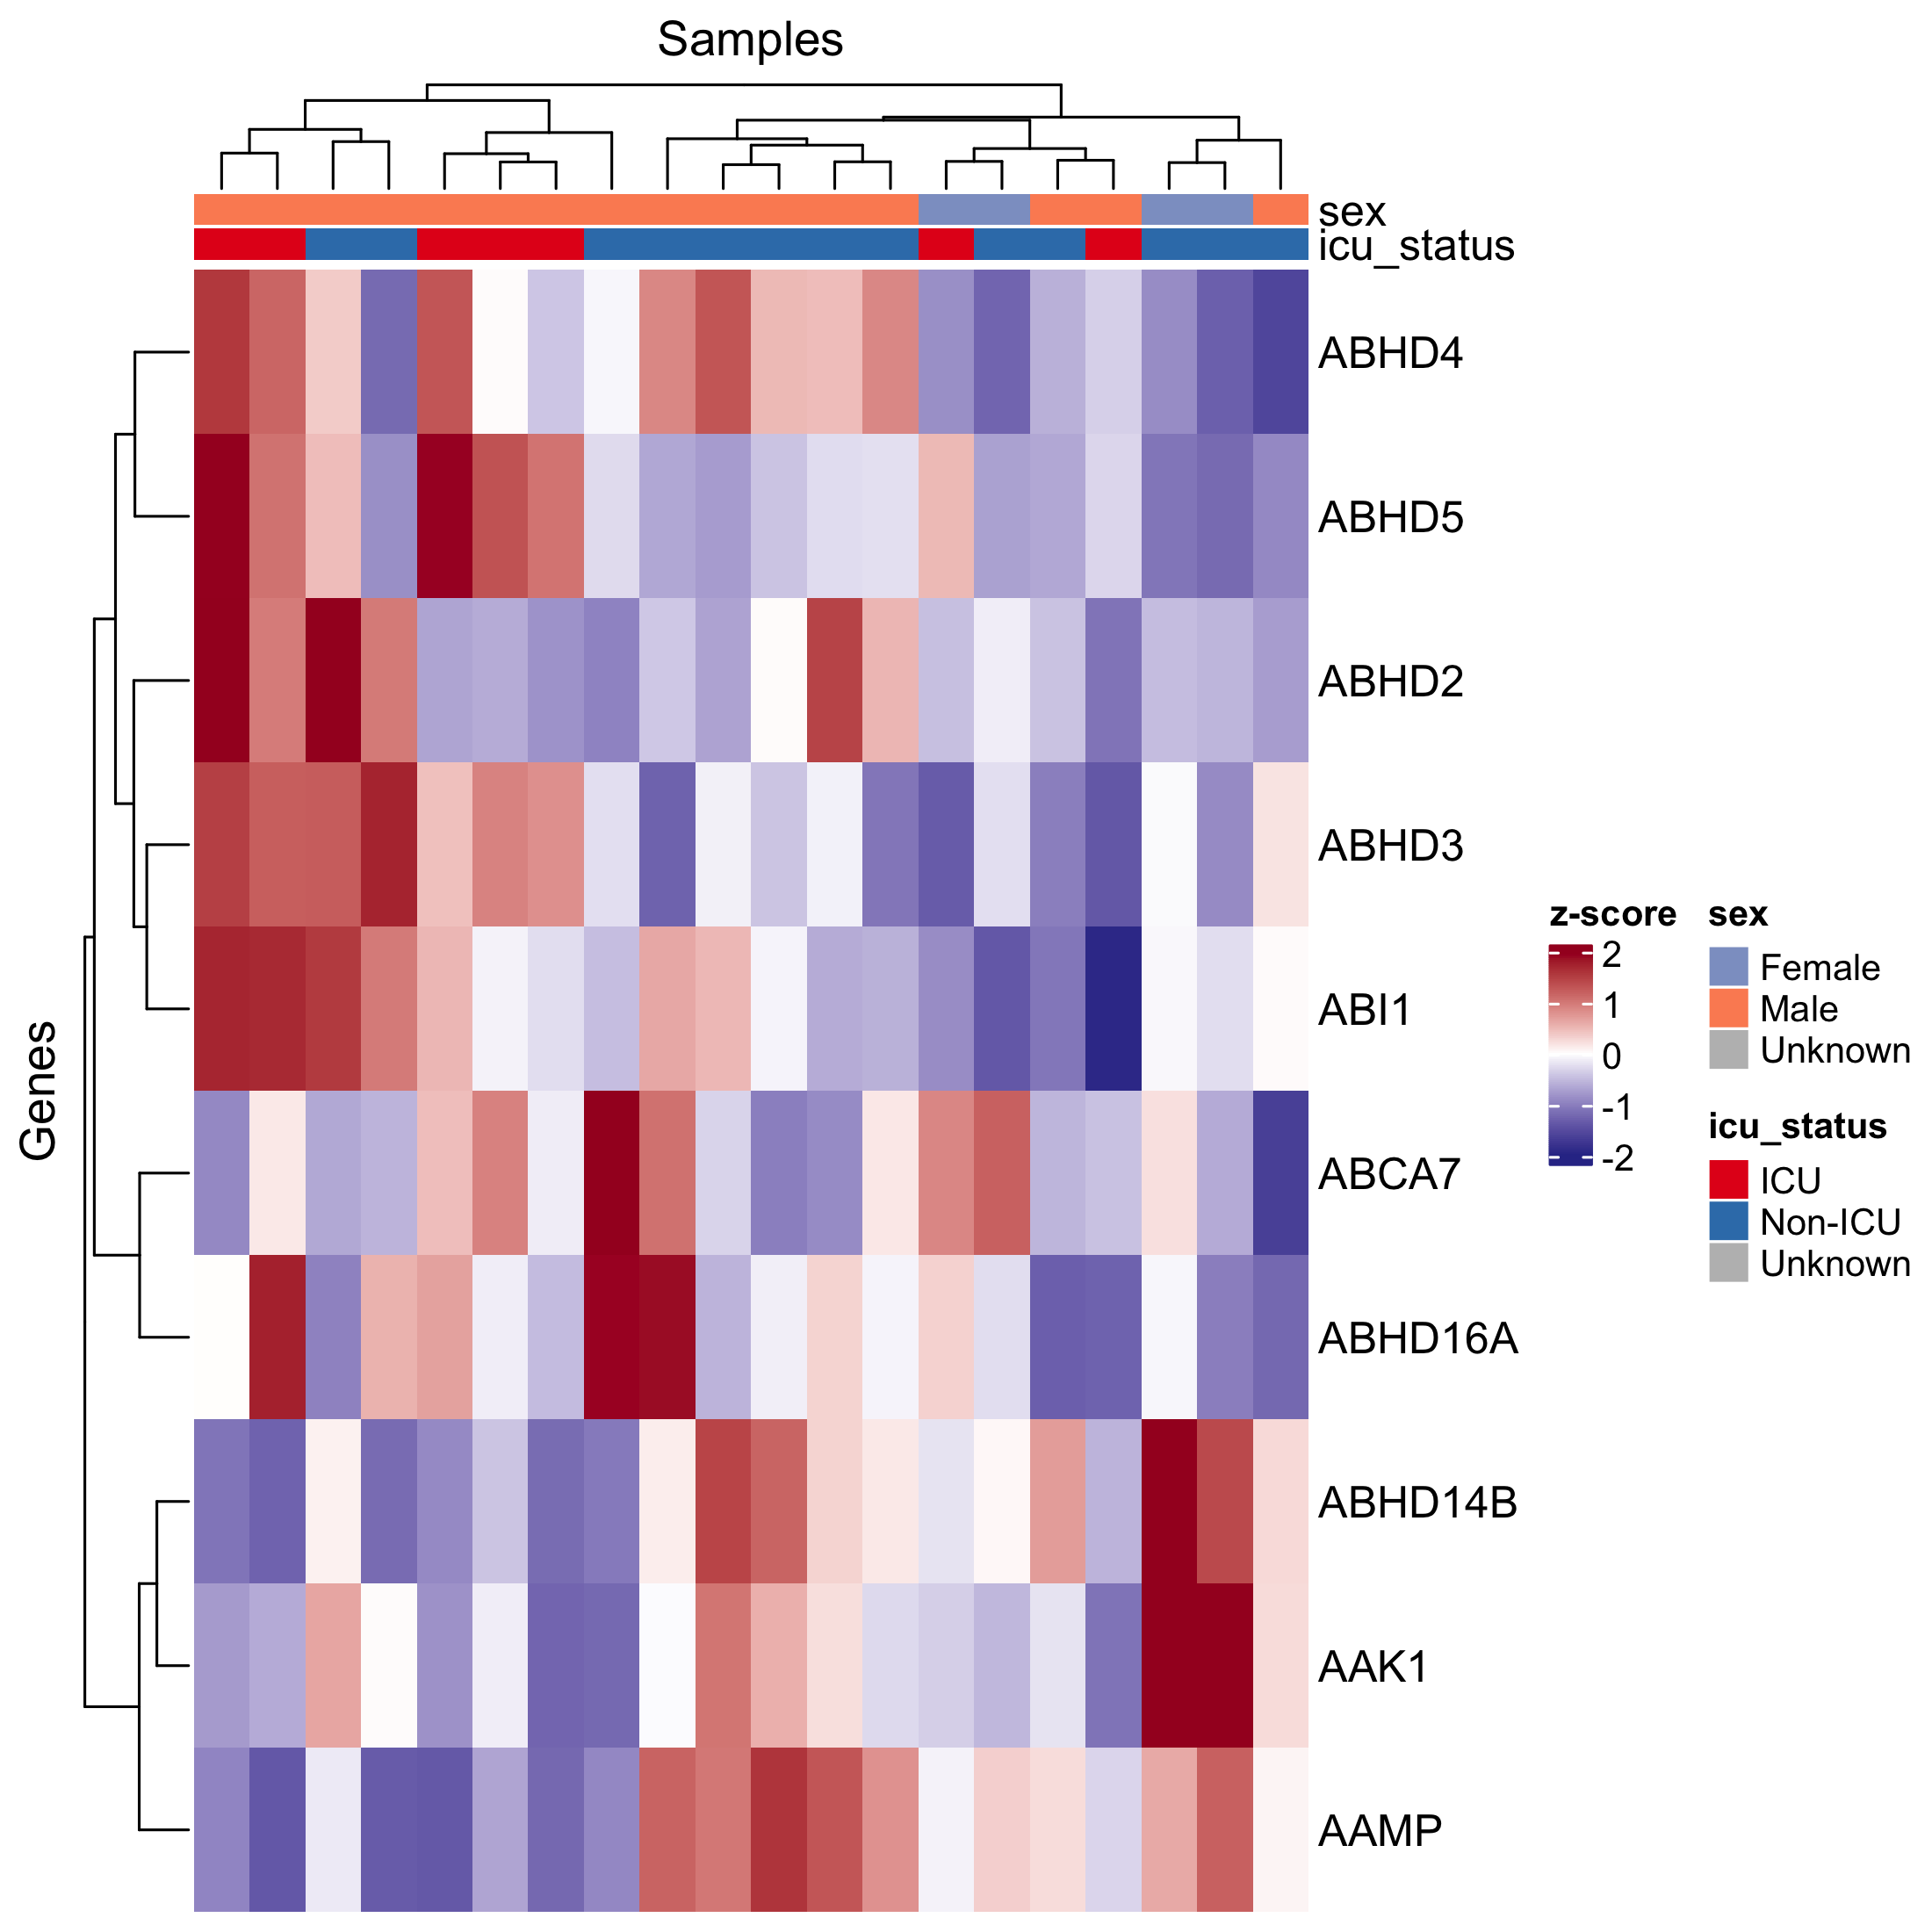 Samples
sex
icu_status
ABHD4
ABHD5
ABHD2
ABHD3
ABI1
ABCA7
ABHD16A
ABHD14B
AAK1
AAMP
Genes
z-score
2
1
0
-1
-2
sex
Female
Male
Unknown
icu_status
ICU
Non-ICU
Unknown